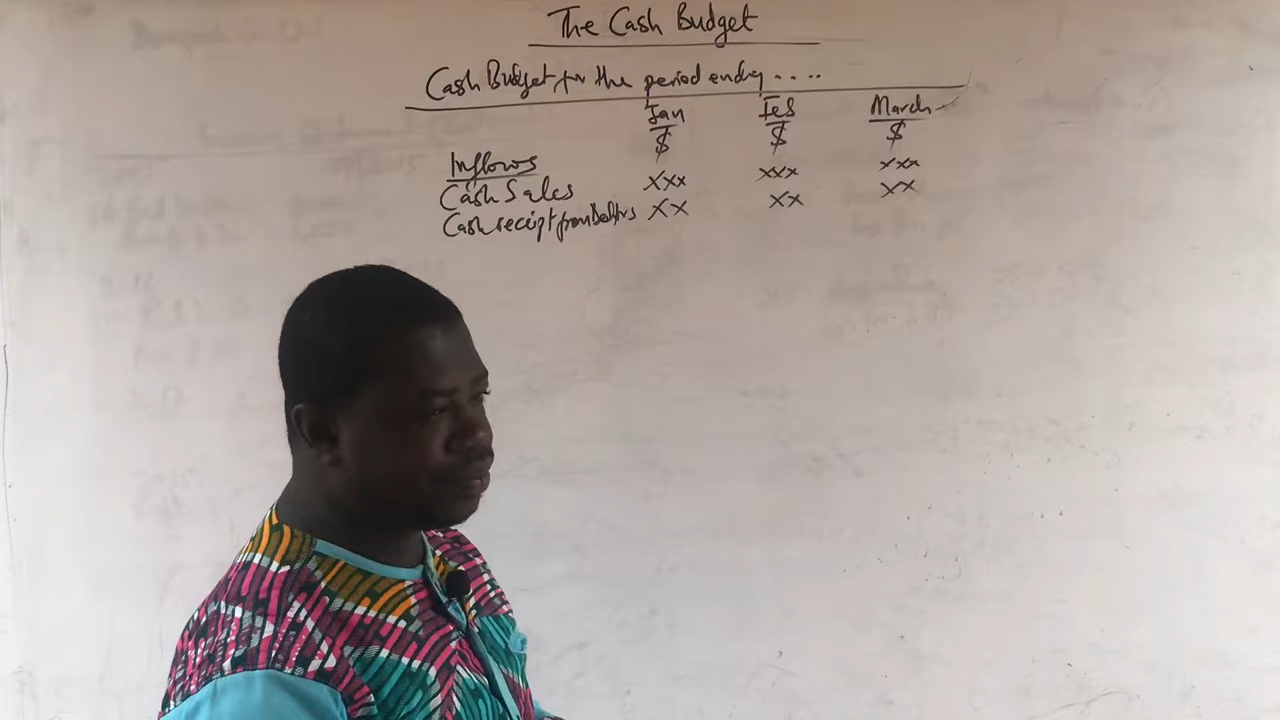 The Cash Budget
Cash Budget for the period ending ....
Jan Feb March
$ $ $
Inflows
Cash Sales xxx xxx xxx
Cash receipt from Debtors xx xx xx